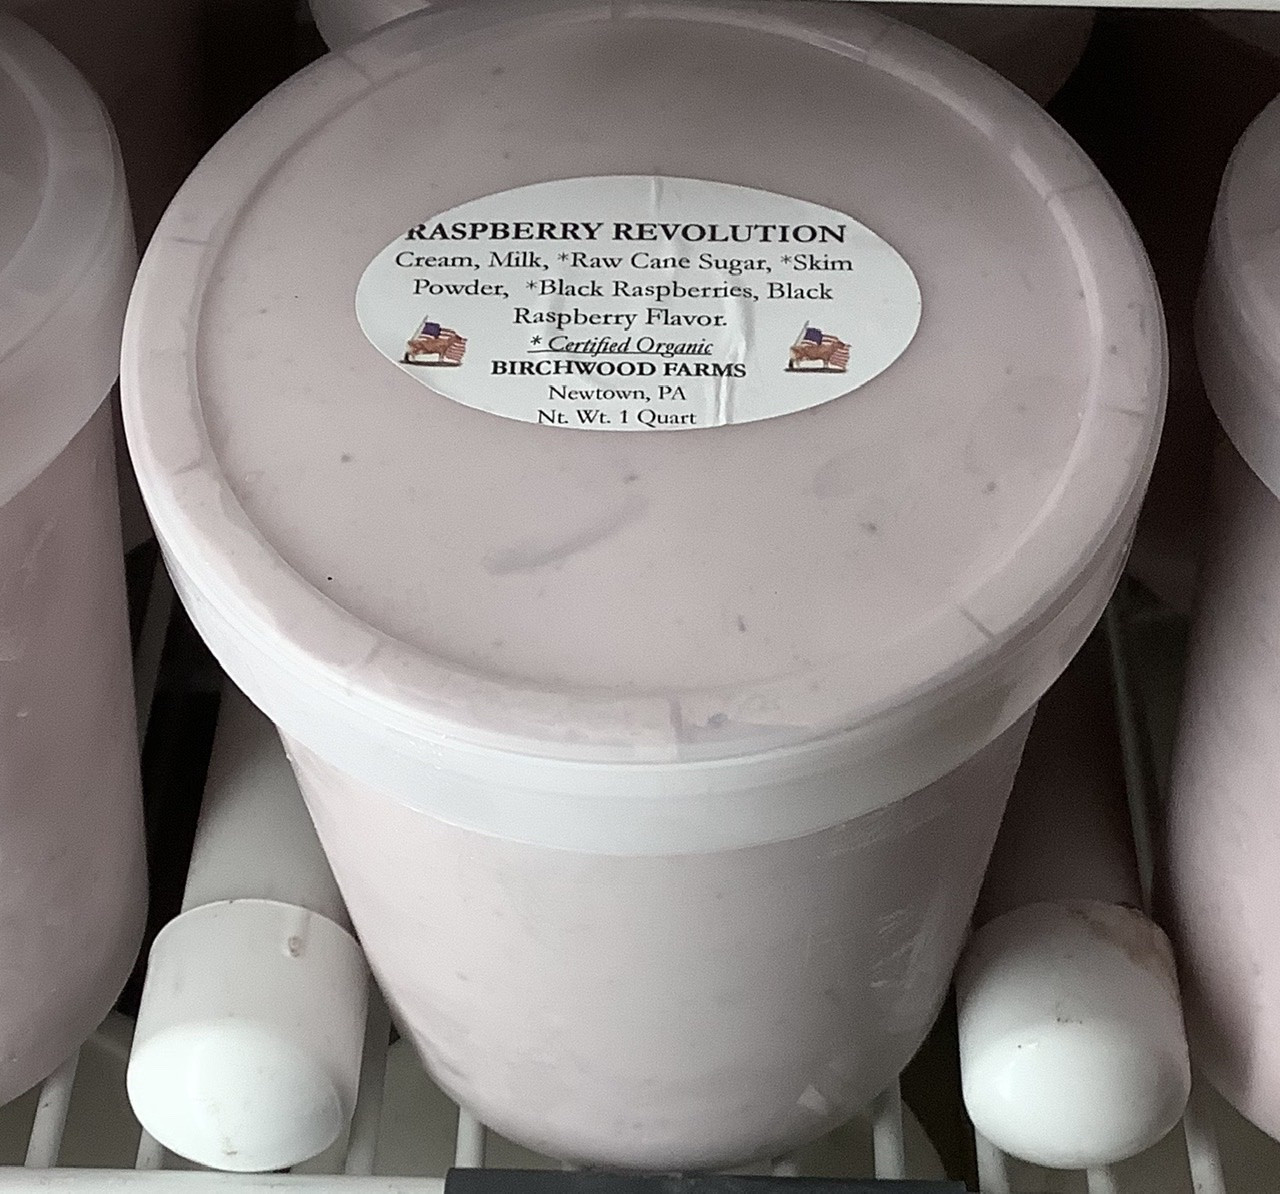 RASPBERRY REVOLUTION
Cream, Milk, *Raw Cane Sugar, *Skim
Powder, *Black Raspberries, Black
Raspberry Flavor.
* Certified Organic
BIRCHWOOD FARMS
Newtown, PA
Nt. Wt. 1 Quart